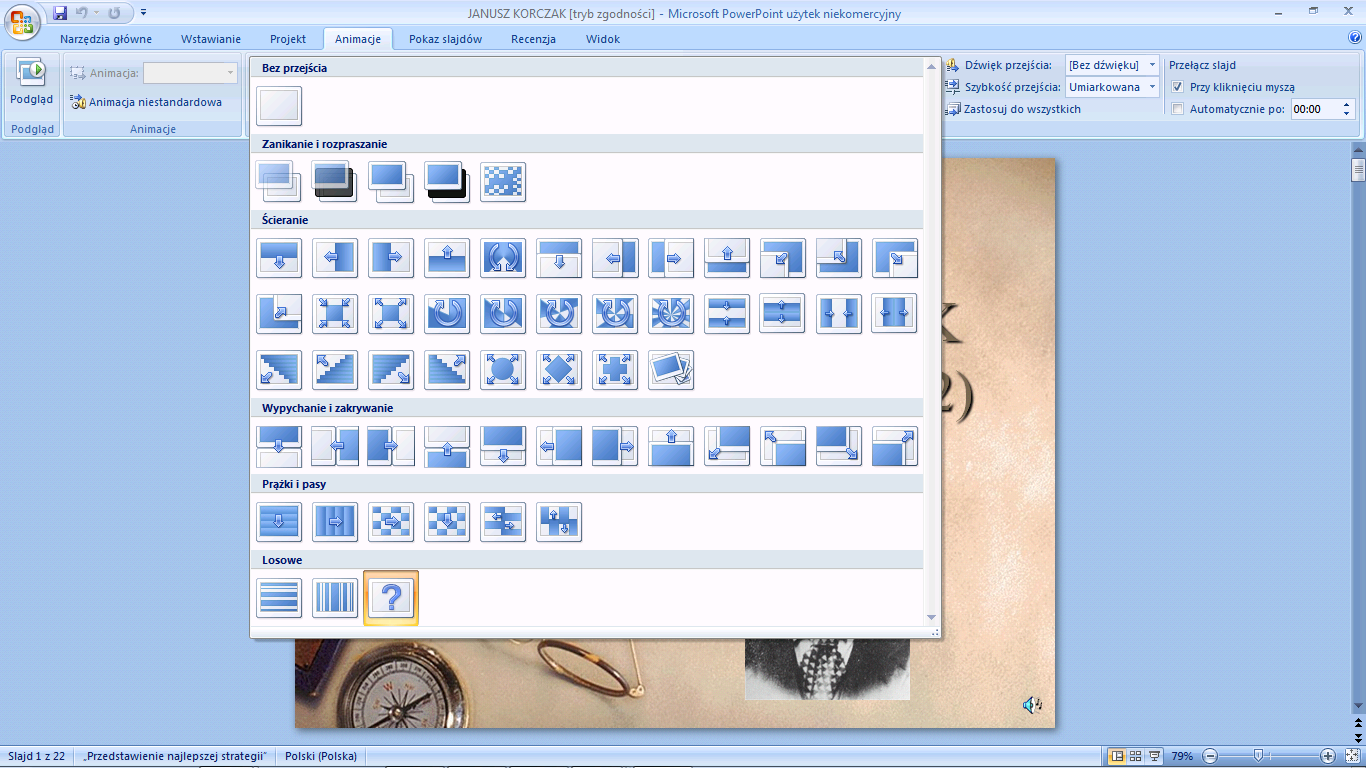 JANUSZ KORCZAK [tryb zgodności] - Microsoft PowerPoint użytek niekomercyjny
Narzędzia główne Wstawianie Projekt Animacje Pokaz slajdów Recenzja Widok
Podgląd
Podgląd
Animacja:
Animacja niestandardowa
Animacje
Bez przejścia
Zanikanie i rozpraszanie
Ścieranie
Wypychanie i zakrywanie
Prążki i pasy
Losowe
?
Dźwięk przejścia: [Bez dźwięku]
Szybkość przejścia: Umiarkowana
Zastosuj do wszystkich
Przełącz slajd
Przy kliknięciu myszą
Automatycznie po: 00:00
K
2)
W
Slajd 1 z 22 „Przedstawienie najlepszej strategii” Polski (Polska) 79%